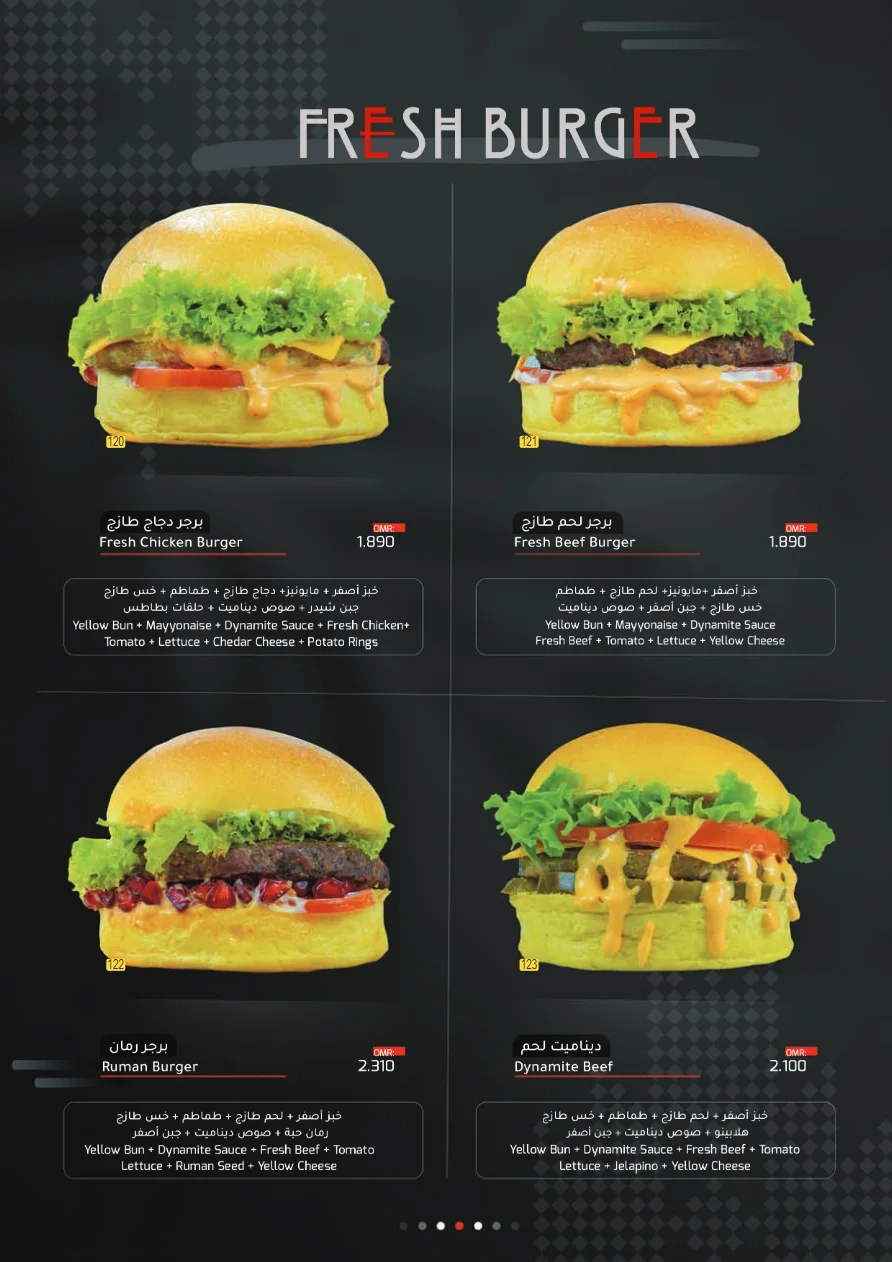 FRESH BURGER
120
برجر دجاج طازج
Fresh Chicken Burger
OMR:
1.890
خبز أصفر + مايونيز+ دجاج طازج + طماطم + خس طازج
جبن شيدر + صوص ديناميت + حلقات بطاطس
Yellow Bun + Mayyonaise + Dynamite Sauce + Fresh Chicken+
Tomato + Lettuce + Chedar Cheese + Potato Rings
121
برجر لحم طازج
Fresh Beef Burger
OMR:
1.890
خبز أصفر +مايونيز+ لحم طازج + طماطم
خس طازج + جبن أصفر + صوص ديناميت
Yellow Bun + Mayyonaise + Dynamite Sauce
Fresh Beef + Tomato + Lettuce + Yellow Cheese
122
برجر رمان
Ruman Burger
OMR:
2.310
خبز أصفر + لحم طازج + طماطم + خس طازج
رمان حبة + صوص ديناميت + جبن أصفر
Yellow Bun + Dynamite Sauce + Fresh Beef + Tomato
Lettuce + Ruman Seed + Yellow Cheese
123
ديناميت لحم
Dynamite Beef
OMR:
2.100
خبز أصفر + لحم طازج + طماطم + خس طازج
هلابينو + صوص ديناميت + جبن أصفر
Yellow Bun + Dynamite Sauce + Fresh Beef + Tomato
Lettuce + Jelapino + Yellow Cheese